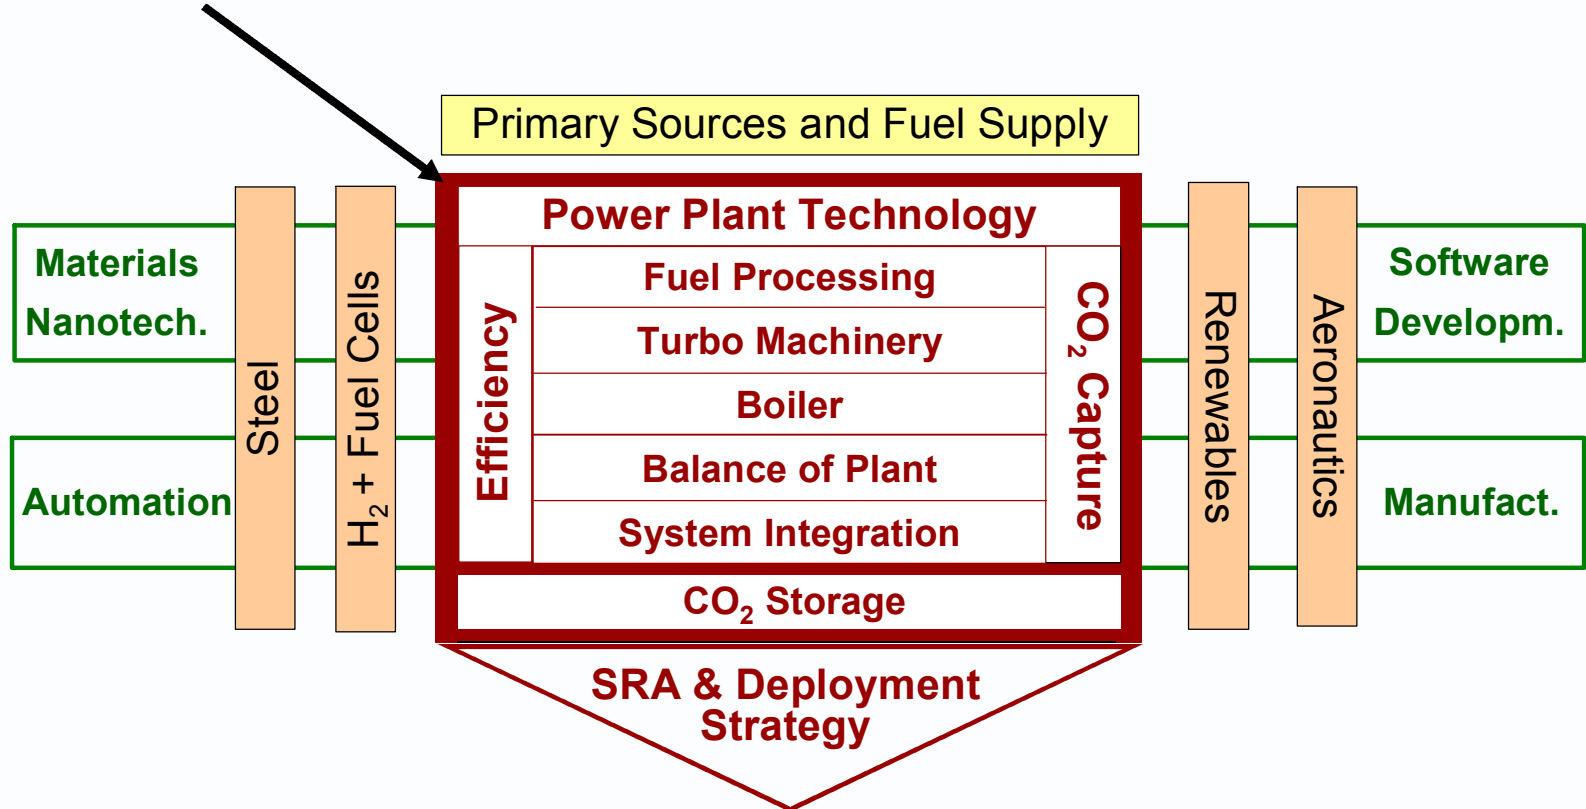 Primary Sources and Fuel Supply
Power Plant Technology
Materials
Nanotech.
Automation
Steel
H₂ + Fuel Cells
Efficiency
Fuel Processing
Turbo Machinery
Boiler
Balance of Plant
System Integration
CO₂ Capture
CO₂ Storage
Renewables
Aeronautics
Software
Developm.
Manufact.
SRA & Deployment
Strategy